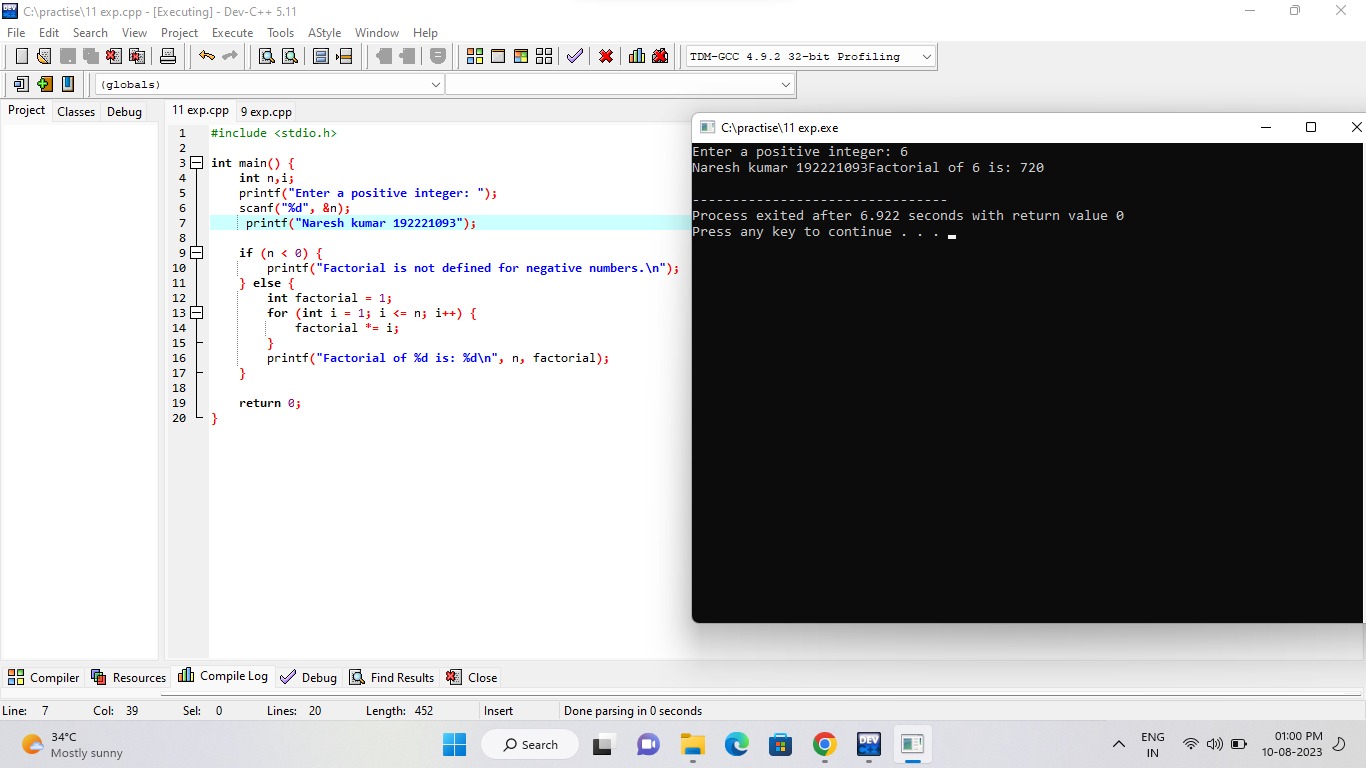 C:\practise\11 exp.cpp - [Executing] - Dev-C++ 5.11
File Edit Search View Project Execute Tools AStyle Window Help
TDM-GCC 4.9.2 32-bit Profiling
(globals)
Project Classes Debug
11 exp.cpp 9 exp.cpp
1 #include <stdio.h>
2
3 int main() {
4 int n,i;
5 printf("Enter a positive integer: ");
6 scanf("%d", &n);
7 printf("Naresh kumar 192221093");
8
9 if (n < 0) {
10 printf("Factorial is not defined for negative numbers.\n");
11 } else {
12 int factorial = 1;
13 for (int i = 1; i <= n; i++) {
14 factorial *= i;
15 }
16 printf("Factorial of %d is: %d\n", n, factorial);
17 }
18
19 return 0;
20 }
C:\practise\11 exp.exe
Enter a positive integer: 6
Naresh kumar 192221093Factorial of 6 is: 720
--------------------------------
Process exited after 6.922 seconds with return value 0
Press any key to continue . . .
Compiler Resources Compile Log Debug Find Results Close
Line: 7 Col: 39 Sel: 0 Lines: 20 Length: 452 Insert Done parsing in 0 seconds
34°C
Mostly sunny
Search
DEV
C++
ENG
IN
01:00 PM
10-08-2023